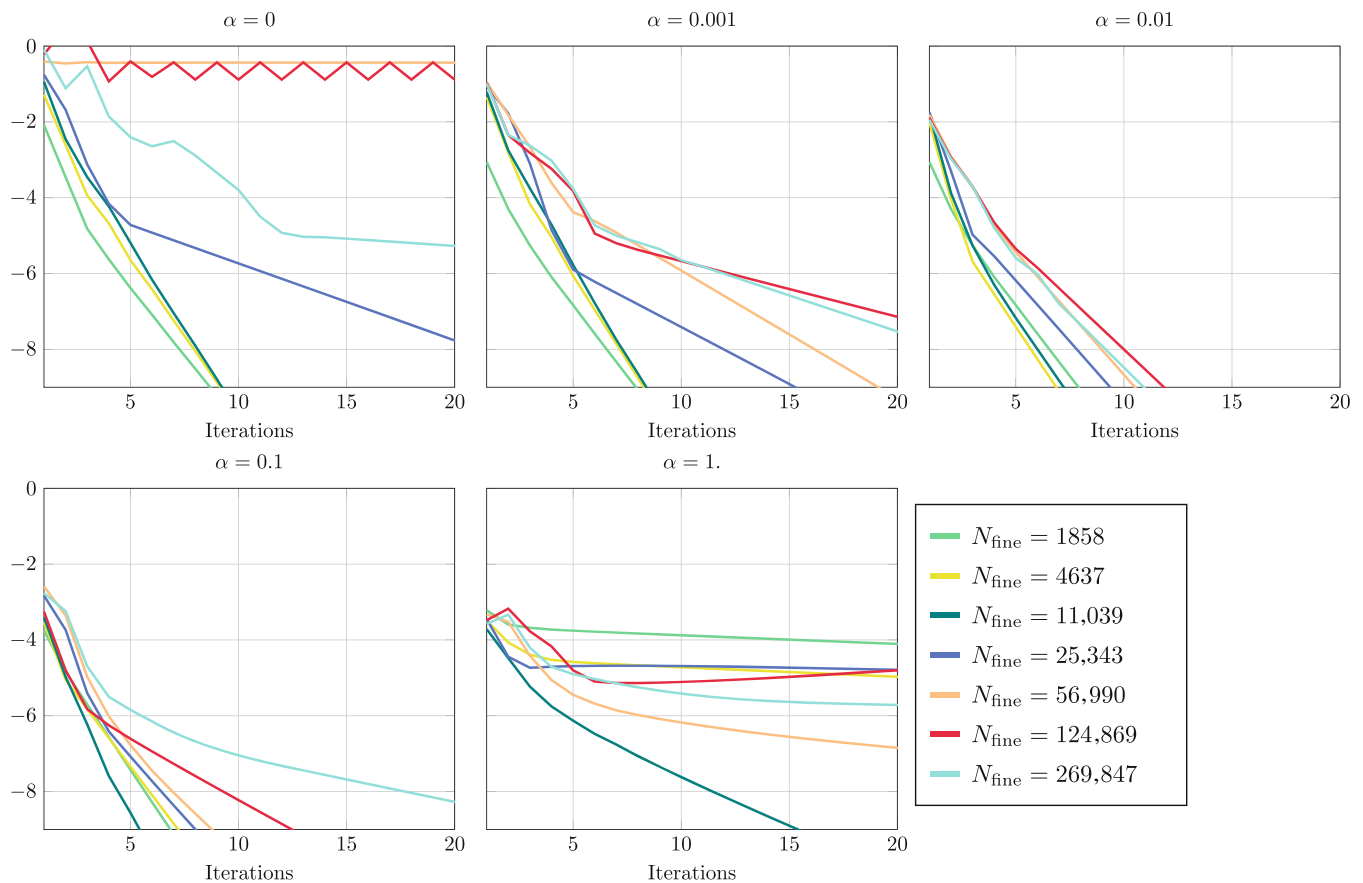 α = 0
α = 0.001
α = 0.01
0
−2
−4
−6
−8
5 10 15 20
5 10 15 20
5 10 15 20
Iterations
Iterations
Iterations
α = 0.1
α = 1.
0
−2
−4
−6
−8
5 10 15 20
5 10 15 20
Iterations
Iterations
N_fine = 1858
N_fine = 4637
N_fine = 11,039
N_fine = 25,343
N_fine = 56,990
N_fine = 124,869
N_fine = 269,847